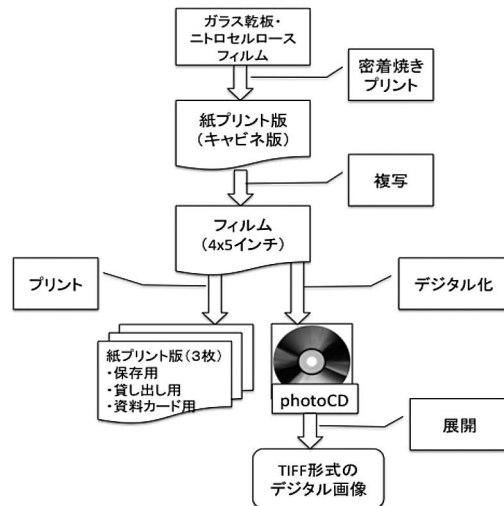 ガラス乾板・
ニトロセルロース
フィルム
密着焼き
プリント
紙プリント版
(キャビネ版)
複写
フィルム
(4x5インチ)
プリント
デジタル化
紙プリント版(3枚)
・保存用
・貸し出し用
・資料カード用
photoCD
展開
TIFF形式の
デジタル画像